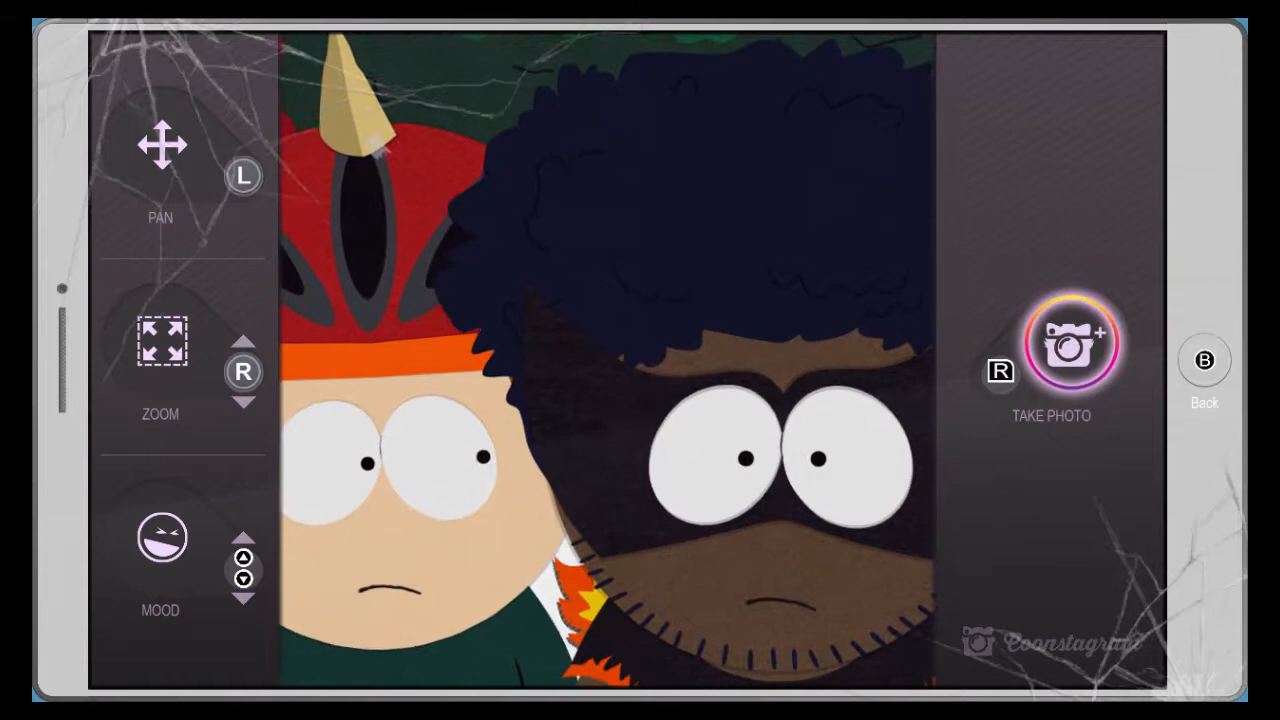 L
PAN
R
ZOOM
MOOD
R
TAKE PHOTO
B
Back
Coonstagram